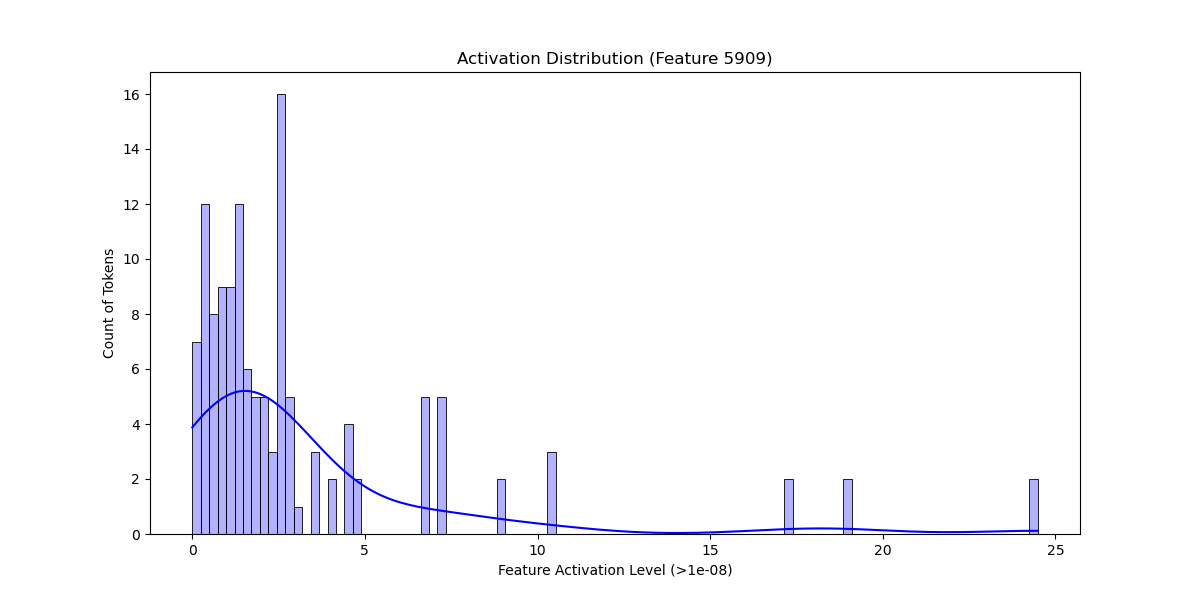 Activation Distribution (Feature 5909)
16
14
12
10
8
6
4
2
0
Count of Tokens
0 5 10 15 20 25
Feature Activation Level (>1e-08)